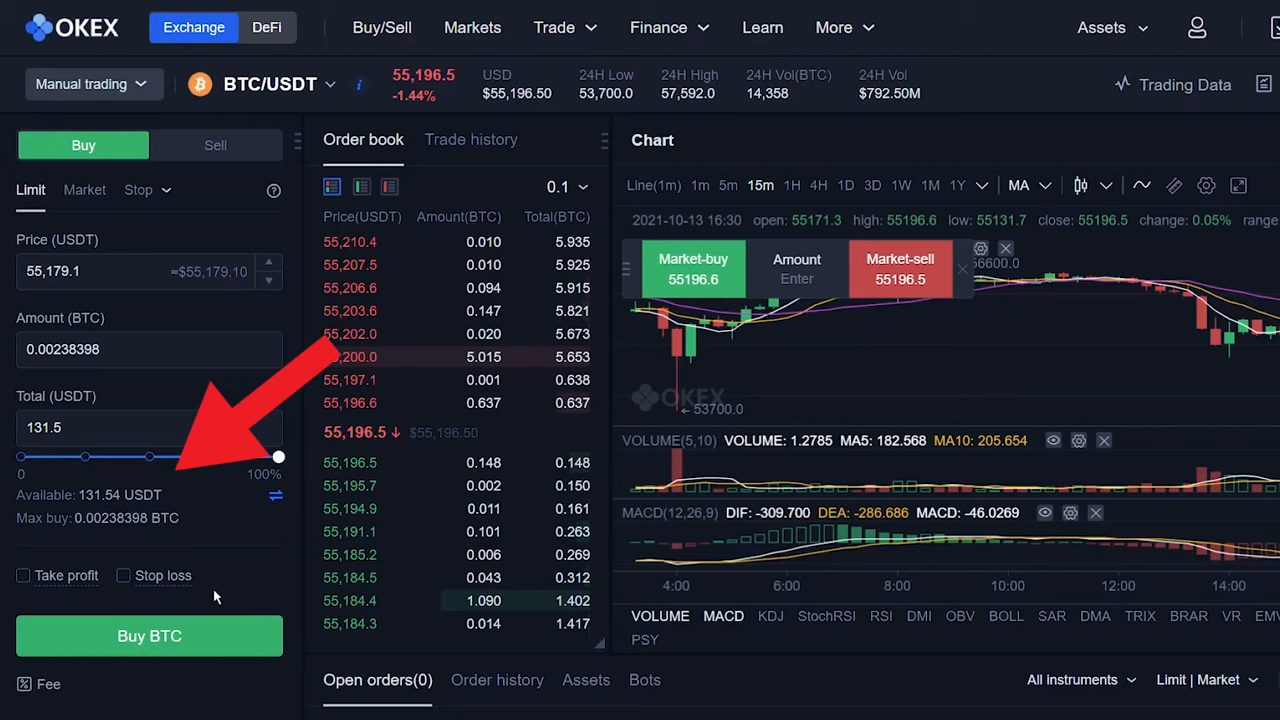 OKEX Exchange DeFi Buy/Sell Markets Trade Finance Learn More Assets
Manual trading BTC/USDT 55,196.5 -1.44% USD $55,196.50 24H Low 53,700.0 24H High 57,592.0 24H Vol(BTC) 14,358 24H Vol $792.50M Trading Data
Buy Sell
Limit Market Stop
Price (USDT)
55,179.1 ≈$55,179.10
Amount (BTC)
0.00238398
Total (USDT)
131.5
0 100%
Available: 131.54 USDT
Max buy: 0.00238398 BTC
Take profit Stop loss
Buy BTC
Fee
Order book Trade history
0.1
Price(USDT) Amount(BTC) Total(BTC)
55,210.4 0.010 5.935
55,207.5 0.010 5.925
55,206.6 0.094 5.915
55,203.6 0.147 5.821
55,202.0 0.020 5.673
,200.0 5.015 5.653
55,197.1 0.001 0.638
55,196.6 0.637 0.637
55,196.5 $55,196.50
55,196.5 0.148 0.148
55,195.7 0.002 0.150
55,194.9 0.011 0.161
55,191.1 0.101 0.263
55,185.2 0.006 0.269
55,184.5 0.043 0.312
55,184.4 1.090 1.402
55,184.3 0.014 1.417
Chart
Line(1m) 1m 5m 15m 1H 4H 1D 3D 1W 1M 1Y MA
2021-10-13 16:30 open: 55171.3 high: 55196.6 low: 55131.7 close: 55196.5 change: 0.05% range
Market-buy 55196.6 Amount Enter Market-sell 55196.5
56600.0
OKEX
53700.0
VOLUME(5,10) VOLUME: 1.2785 MA5: 182.568 MA10: 205.654
MACD(12,26,9) DIF: -309.700 DEA: -286.686 MACD: -46.0269
4:00 6:00 8:00 10:00 12:00 14:00
VOLUME MACD KDJ StochRSI RSI DMI OBV BOLL SAR DMA TRIX BRAR VR EMV
PSY
Open orders(0) Order history Assets Bots All instruments Limit | Market